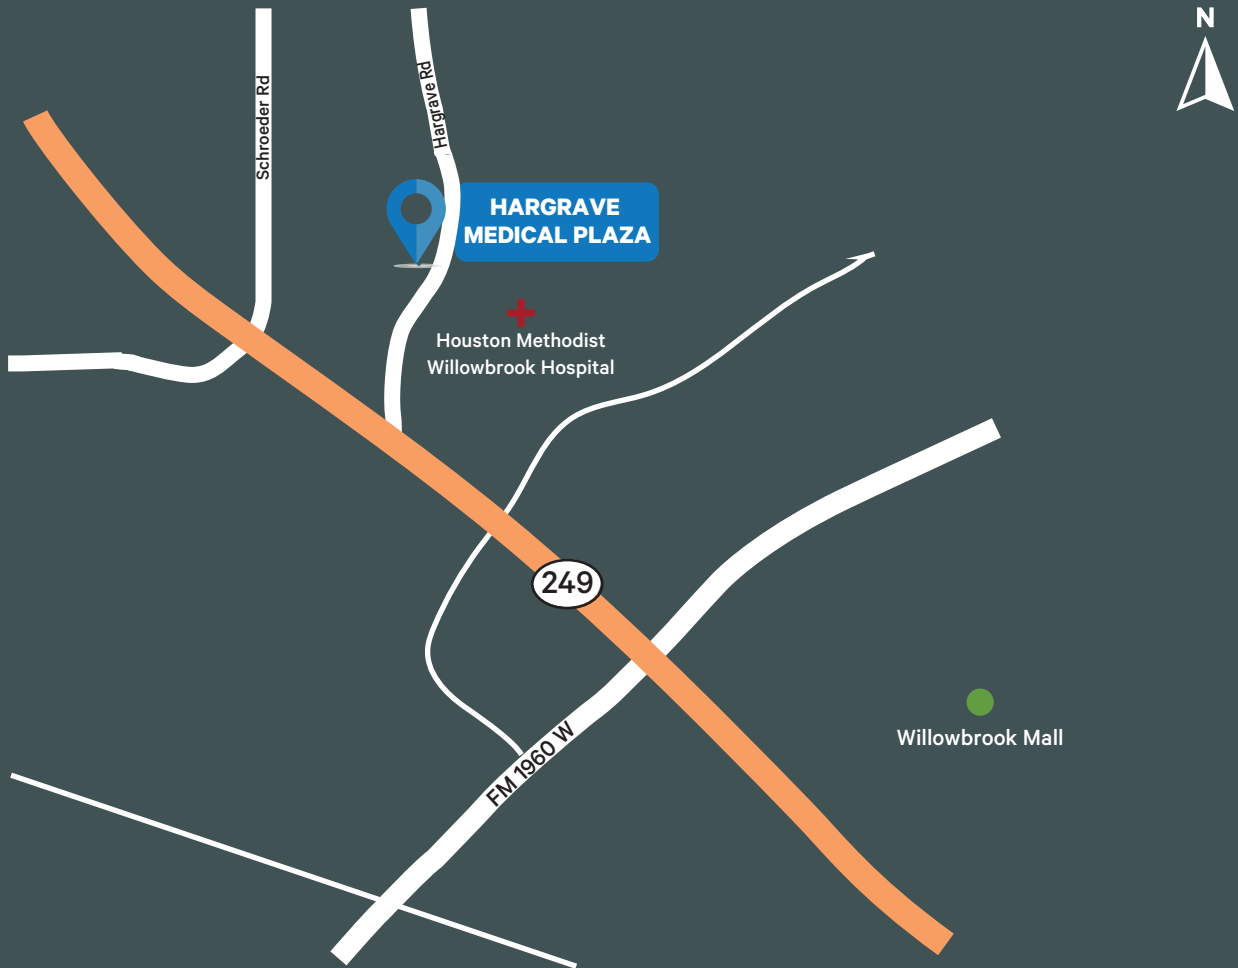 N
Schroeder Rd
Hargrave Rd
HARGRAVE
MEDICAL PLAZA
Houston Methodist
Willowbrook Hospital
249
FM 1960 W
Willowbrook Mall